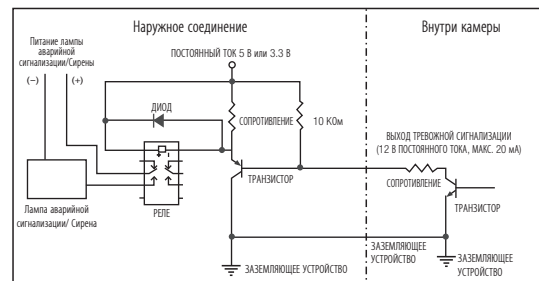 Наружное соединение
Внутри камеры
Питание лампы
аварийной
сигнализации/Сирены
(−)
(+)
ПОСТОЯННЫЙ ТОК 5 В или 3.3 В
ДИОД
СОПРОТИВЛЕНИЕ
10 КОм
ВЫХОД ТРЕВОЖНОЙ СИГНАЛИЗАЦИИ
(12 В ПОСТОЯННОГО ТОКА, МАКС. 20 мА)
СОПРОТИВЛЕНИЕ
ТРАНЗИСТОР
ТРАНЗИСТОР
Лампа аварийной
сигнализации/ Сирена
РЕЛЕ
ЗАЗЕМЛЯЮЩЕЕ
УСТРОЙСТВО
ЗАЗЕМЛЯЮЩЕЕ УСТРОЙСТВО
ЗАЗЕМЛЯЮЩЕЕ
УСТРОЙСТВО